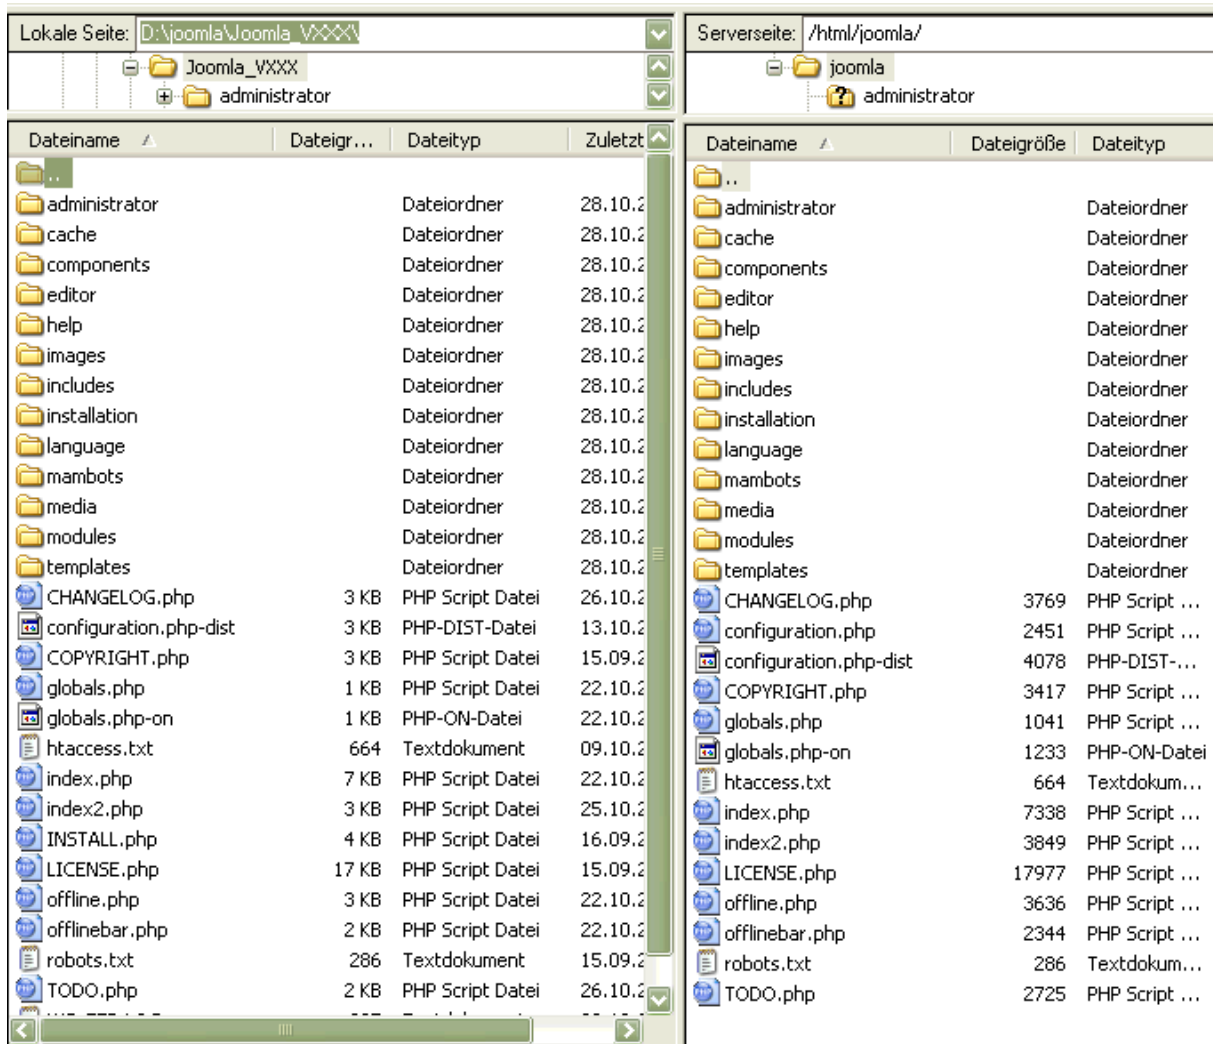 Lokale Seite: D:\joomla\Joomla_VXXX\
Joomla_VXXX
administrator
Dateiname Dateigr... Dateityp Zuletzt
..
administrator Dateiordner 28.10.2
cache Dateiordner 28.10.2
components Dateiordner 28.10.2
editor Dateiordner 28.10.2
help Dateiordner 28.10.2
images Dateiordner 28.10.2
includes Dateiordner 28.10.2
installation Dateiordner 28.10.2
language Dateiordner 28.10.2
mambots Dateiordner 28.10.2
media Dateiordner 28.10.2
modules Dateiordner 28.10.2
templates Dateiordner 28.10.2
CHANGELOG.php 3 KB PHP Script Datei 26.10.2
configuration.php-dist 3 KB PHP-DIST-Datei 13.10.2
COPYRIGHT.php 3 KB PHP Script Datei 15.09.2
globals.php 1 KB PHP Script Datei 22.10.2
globals.php-on 1 KB PHP-ON-Datei 22.10.2
htaccess.txt 664 Textdokument 09.10.2
index.php 7 KB PHP Script Datei 22.10.2
index2.php 3 KB PHP Script Datei 25.10.2
INSTALL.php 4 KB PHP Script Datei 16.09.2
LICENSE.php 17 KB PHP Script Datei 15.09.2
offline.php 3 KB PHP Script Datei 22.10.2
offlinebar.php 2 KB PHP Script Datei 22.10.2
robots.txt 286 Textdokument 15.09.2
TODO.php 2 KB PHP Script Datei 26.10.2
Serverseite: /html/joomla/
joomla
administrator
Dateiname Dateigröße Dateityp
..
administrator Dateiordner
cache Dateiordner
components Dateiordner
editor Dateiordner
help Dateiordner
images Dateiordner
includes Dateiordner
installation Dateiordner
language Dateiordner
mambots Dateiordner
media Dateiordner
modules Dateiordner
templates Dateiordner
CHANGELOG.php 3769 PHP Script ...
configuration.php 2451 PHP Script ...
configuration.php-dist 4078 PHP-DIST-...
COPYRIGHT.php 3417 PHP Script ...
globals.php 1041 PHP Script ...
globals.php-on 1233 PHP-ON-Datei
htaccess.txt 664 Textdokum...
index.php 7338 PHP Script ...
index2.php 3849 PHP Script ...
LICENSE.php 17977 PHP Script ...
offline.php 3636 PHP Script ...
offlinebar.php 2344 PHP Script ...
robots.txt 286 Textdokum...
TODO.php 2725 PHP Script ...